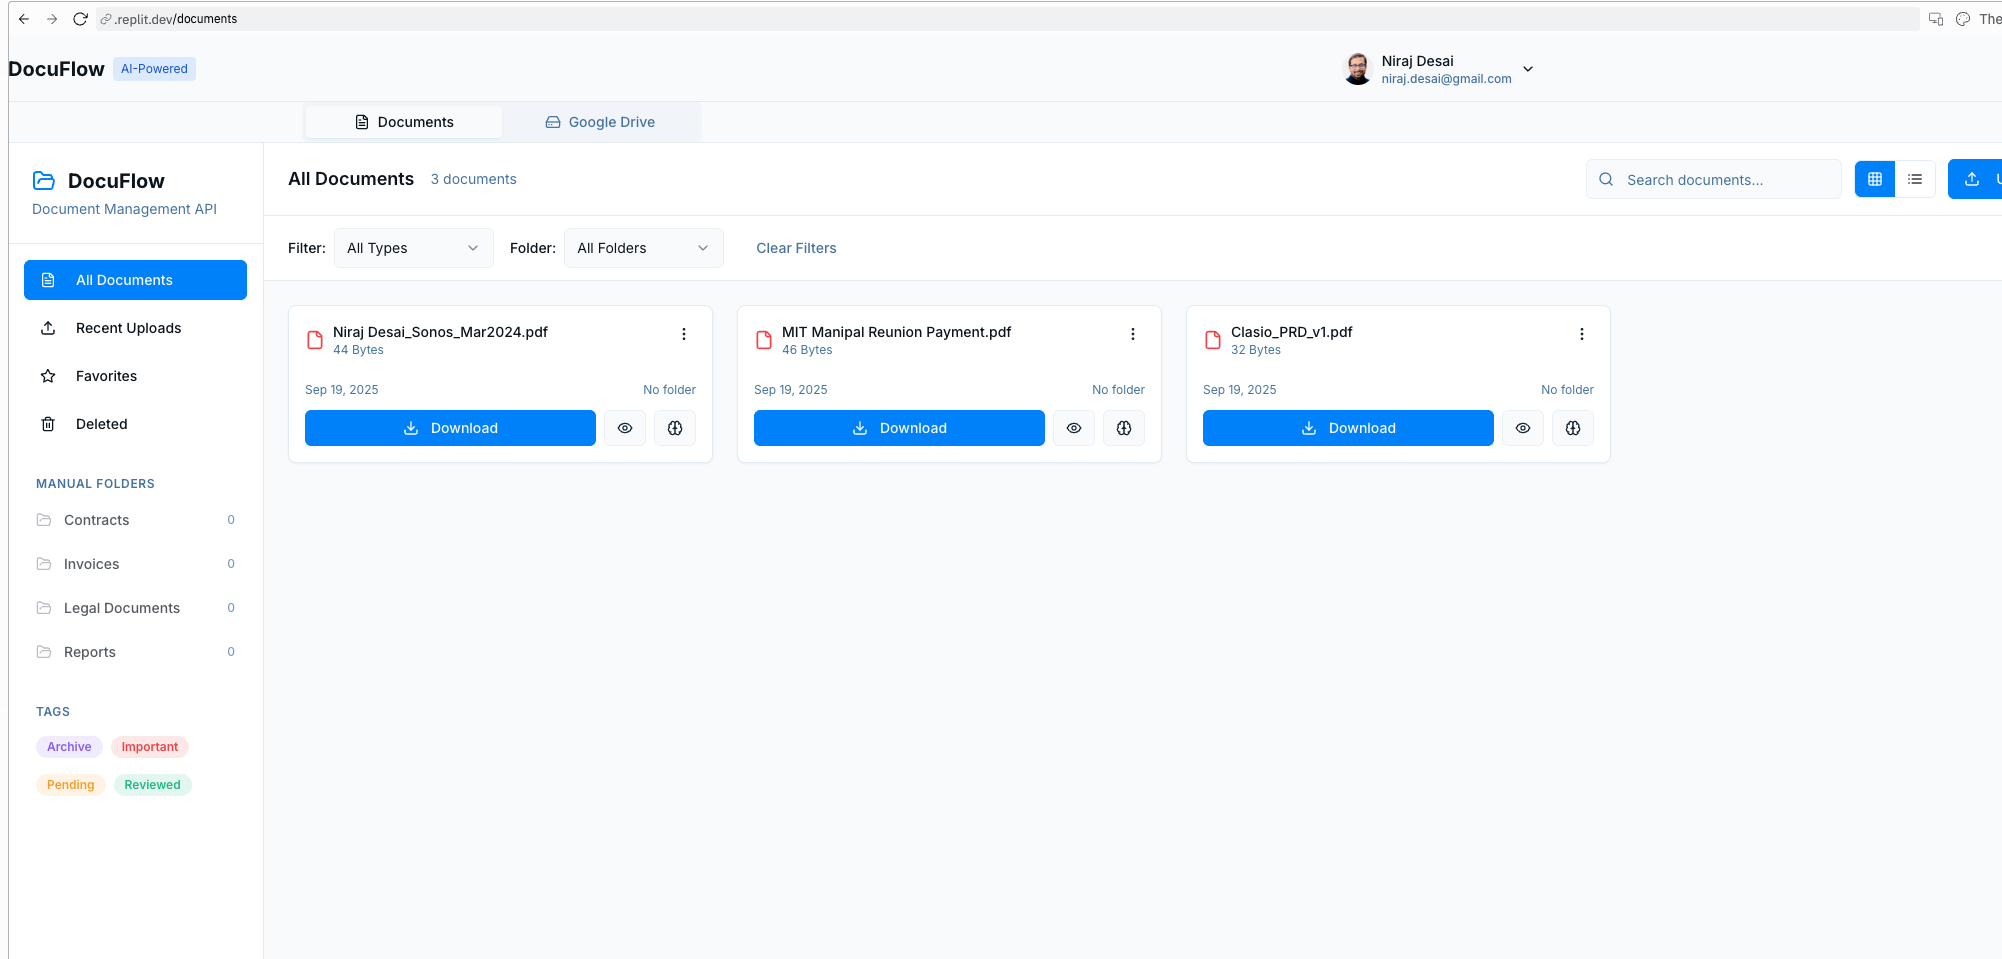 .replit.dev/documents
The
DocuFlow
AI-Powered
Niraj Desai
niraj.desai@gmail.com
Documents
Google Drive
DocuFlow
Document Management API
All Documents
3 documents
Search documents...
U
Filter:
All Types
Folder:
All Folders
Clear Filters
All Documents
Recent Uploads
Favorites
Deleted
MANUAL FOLDERS
Contracts
0
Invoices
0
Legal Documents
0
Reports
0
TAGS
Archive
Important
Pending
Reviewed
Niraj Desai_Sonos_Mar2024.pdf
44 Bytes
Sep 19, 2025
No folder
Download
MIT Manipal Reunion Payment.pdf
46 Bytes
Sep 19, 2025
No folder
Download
Clasio_PRD_v1.pdf
32 Bytes
Sep 19, 2025
No folder
Download